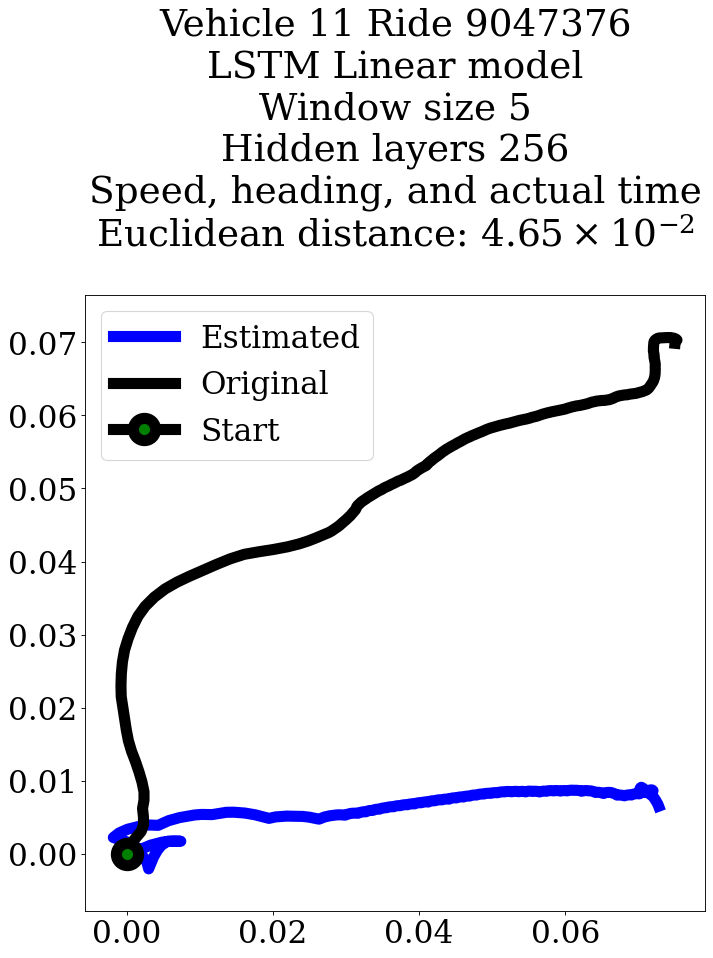 Vehicle 11 Ride 9047376
LSTM Linear model
Window size 5
Hidden layers 256
Speed, heading, and actual time
Euclidean distance: 4.65 × 10⁻²
Estimated
Original
Start
0.07
0.06
0.05
0.04
0.03
0.02
0.01
0.00
0.00 0.02 0.04 0.06